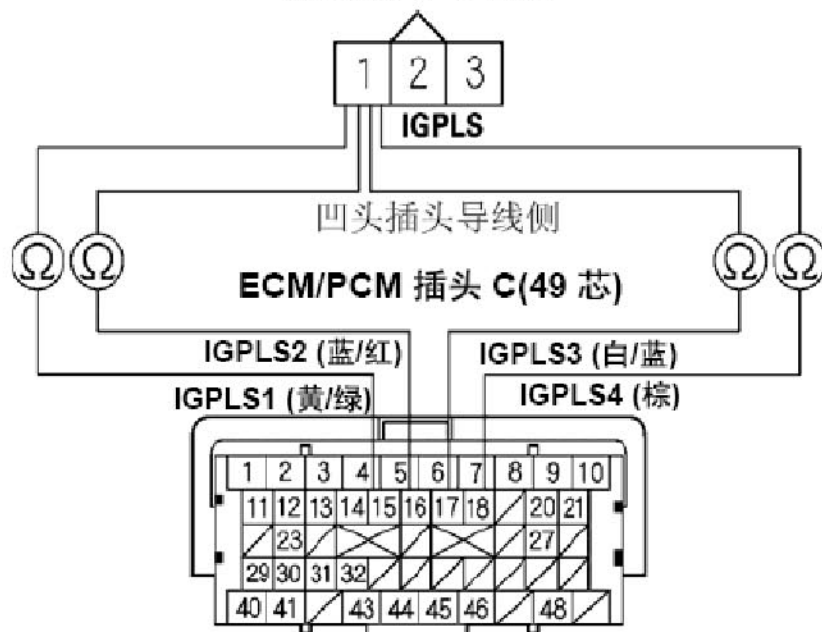 1 2 3
IGPLS
凹头插头导线侧
Ω Ω Ω Ω
ECM/PCM 插头 C(49 芯)
IGPLS2 (蓝/红) IGPLS3 (白/蓝)
IGPLS1 (黄/绿) IGPLS4 (棕)
1 2 3 4 5 6 7 8 9 10
11 12 13 14 15 16 17 18 20 21
23 27
29 30 31 32
40 41 43 44 45 46 48